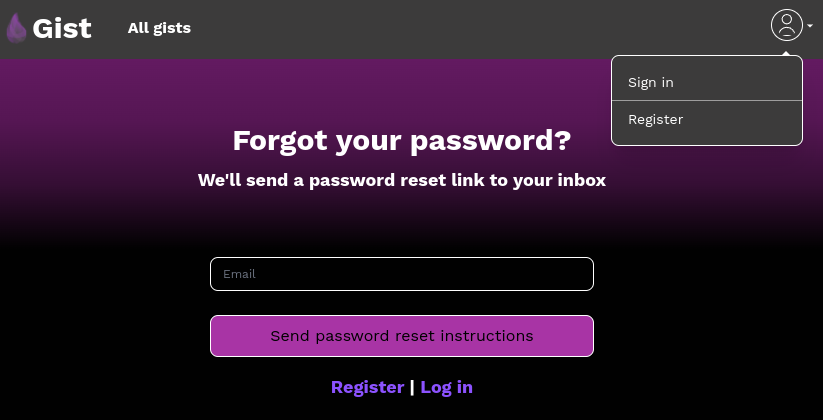 Gist
All gists
Sign in
Register
Forgot your password?
We'll send a password reset link to your inbox
Email
Send password reset instructions
Register | Log in